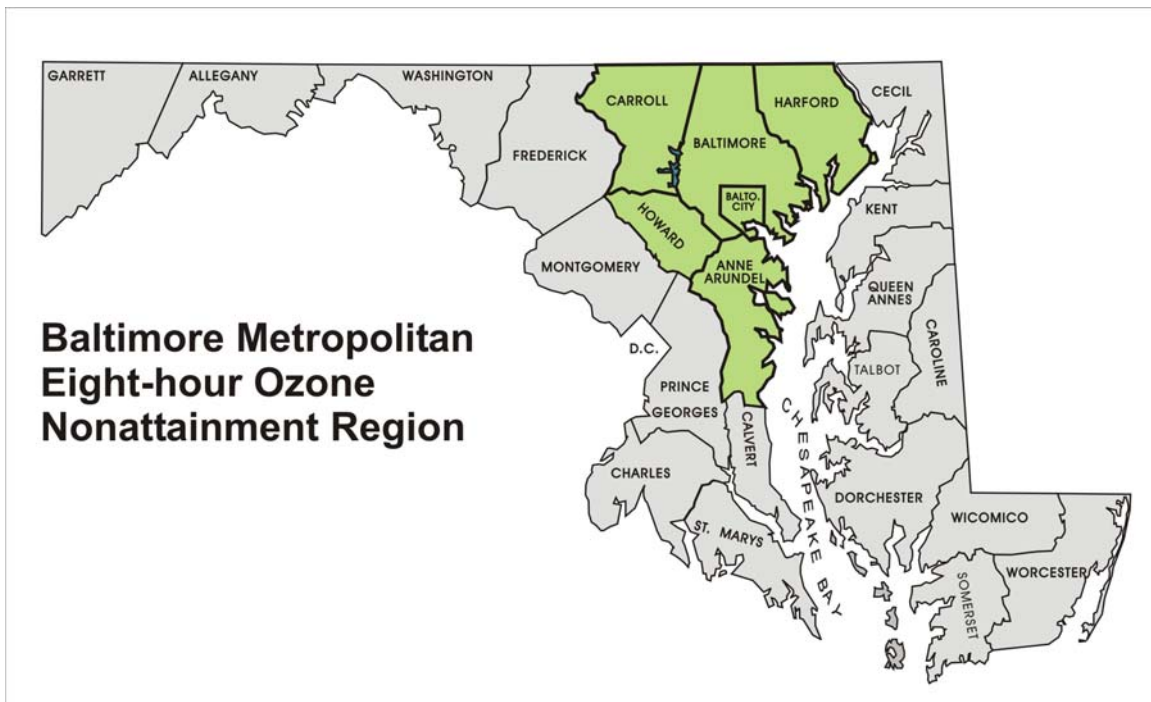 GARRETT
ALLEGANY
WASHINGTON
FREDERICK
CARROLL
BALTIMORE
HARFORD
CECIL
BALTO.
CITY
KENT
HOWARD
MONTGOMERY
ANNE
ARUNDEL
QUEEN
ANNES
CAROLINE
Baltimore Metropolitan
Eight-hour Ozone
Nonattainment Region
D.C.
TALBOT
PRINCE
GEORGES
CALVERT
CHESAPEAKE BAY
CHARLES
DORCHESTER
WICOMICO
ST. MARYS
WORCESTER
SOMERSET